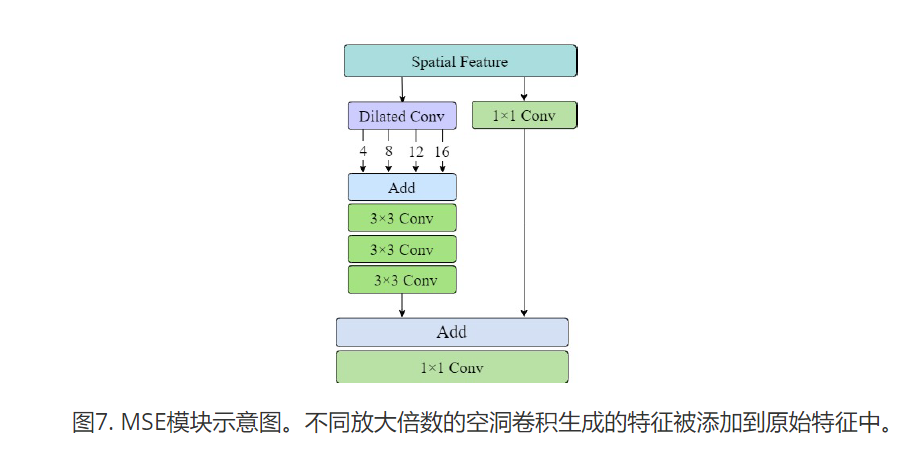 Spatial Feature
Dilated Conv
1×1 Conv
4 8 12 16
Add
3×3 Conv
3×3 Conv
3×3 Conv
Add
1×1 Conv
图7. MSE模块示意图。不同放大倍数的空洞卷积生成的特征被添加到原始特征中。